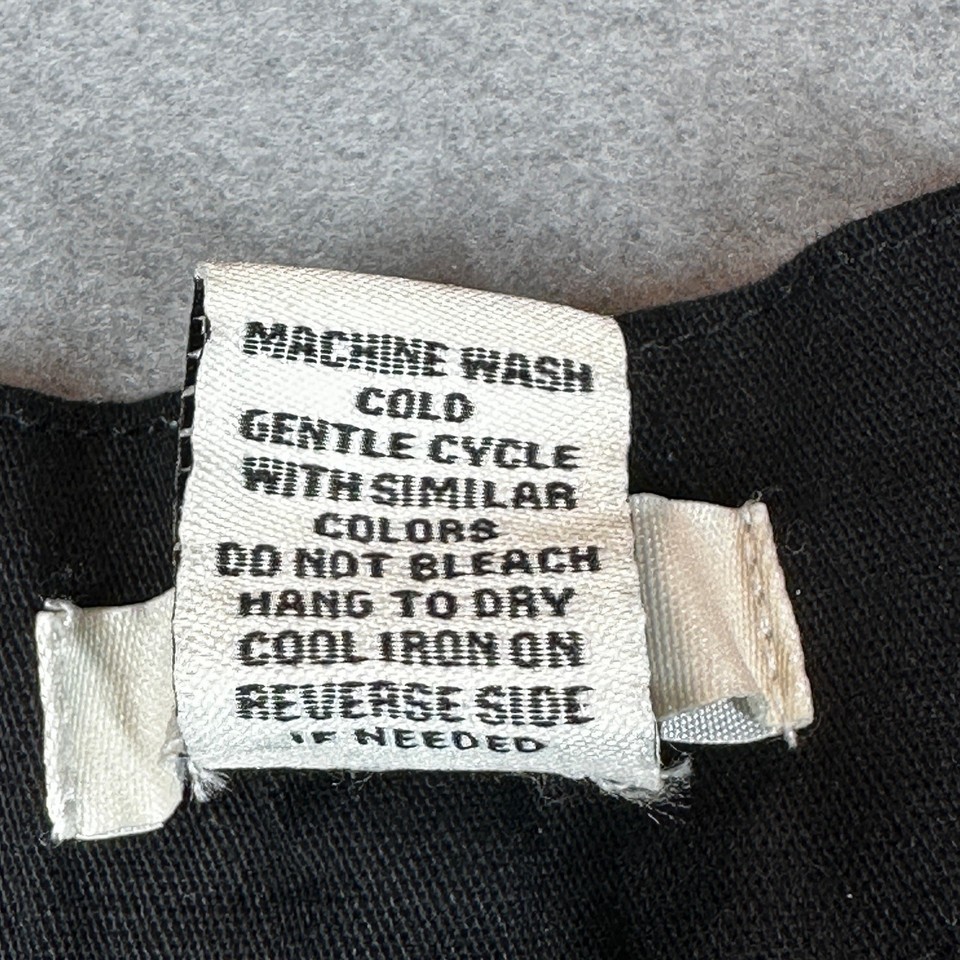 MACHINE WASH
COLD
GENTLE CYCLE
WITH SIMILAR
COLORS
DO NOT BLEACH
HANG TO DRY
COOL IRON ON
REVERSE SIDE
IF NEEDED